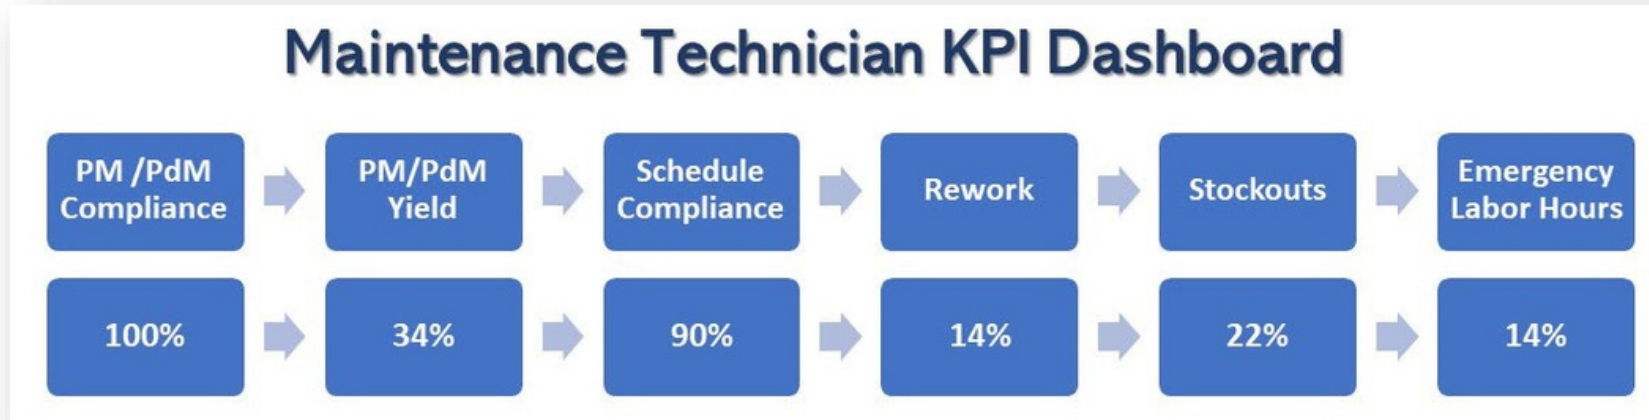 Maintenance Technician KPI Dashboard
PM /PdM
Compliance
PM/PdM
Yield
Schedule
Compliance
Rework
Stockouts
Emergency
Labor Hours
100%
34%
90%
14%
22%
14%